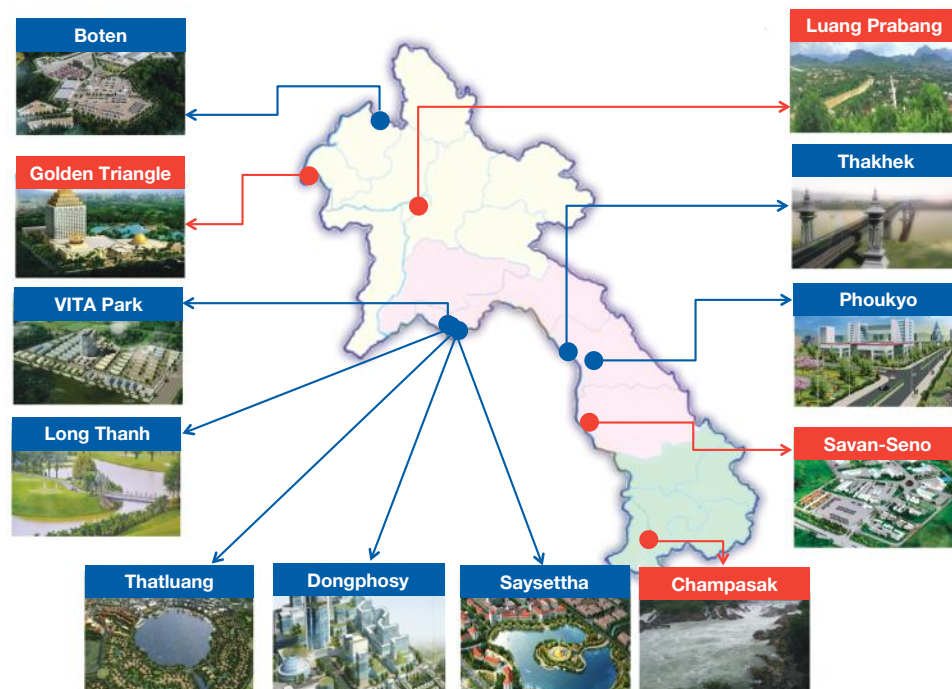 Boten
Luang Prabang
Golden Triangle
Thakhek
VITA Park
Phoukyo
Long Thanh
Savan-Seno
Thatluang
Dongphosy
Saysettha
Champasak